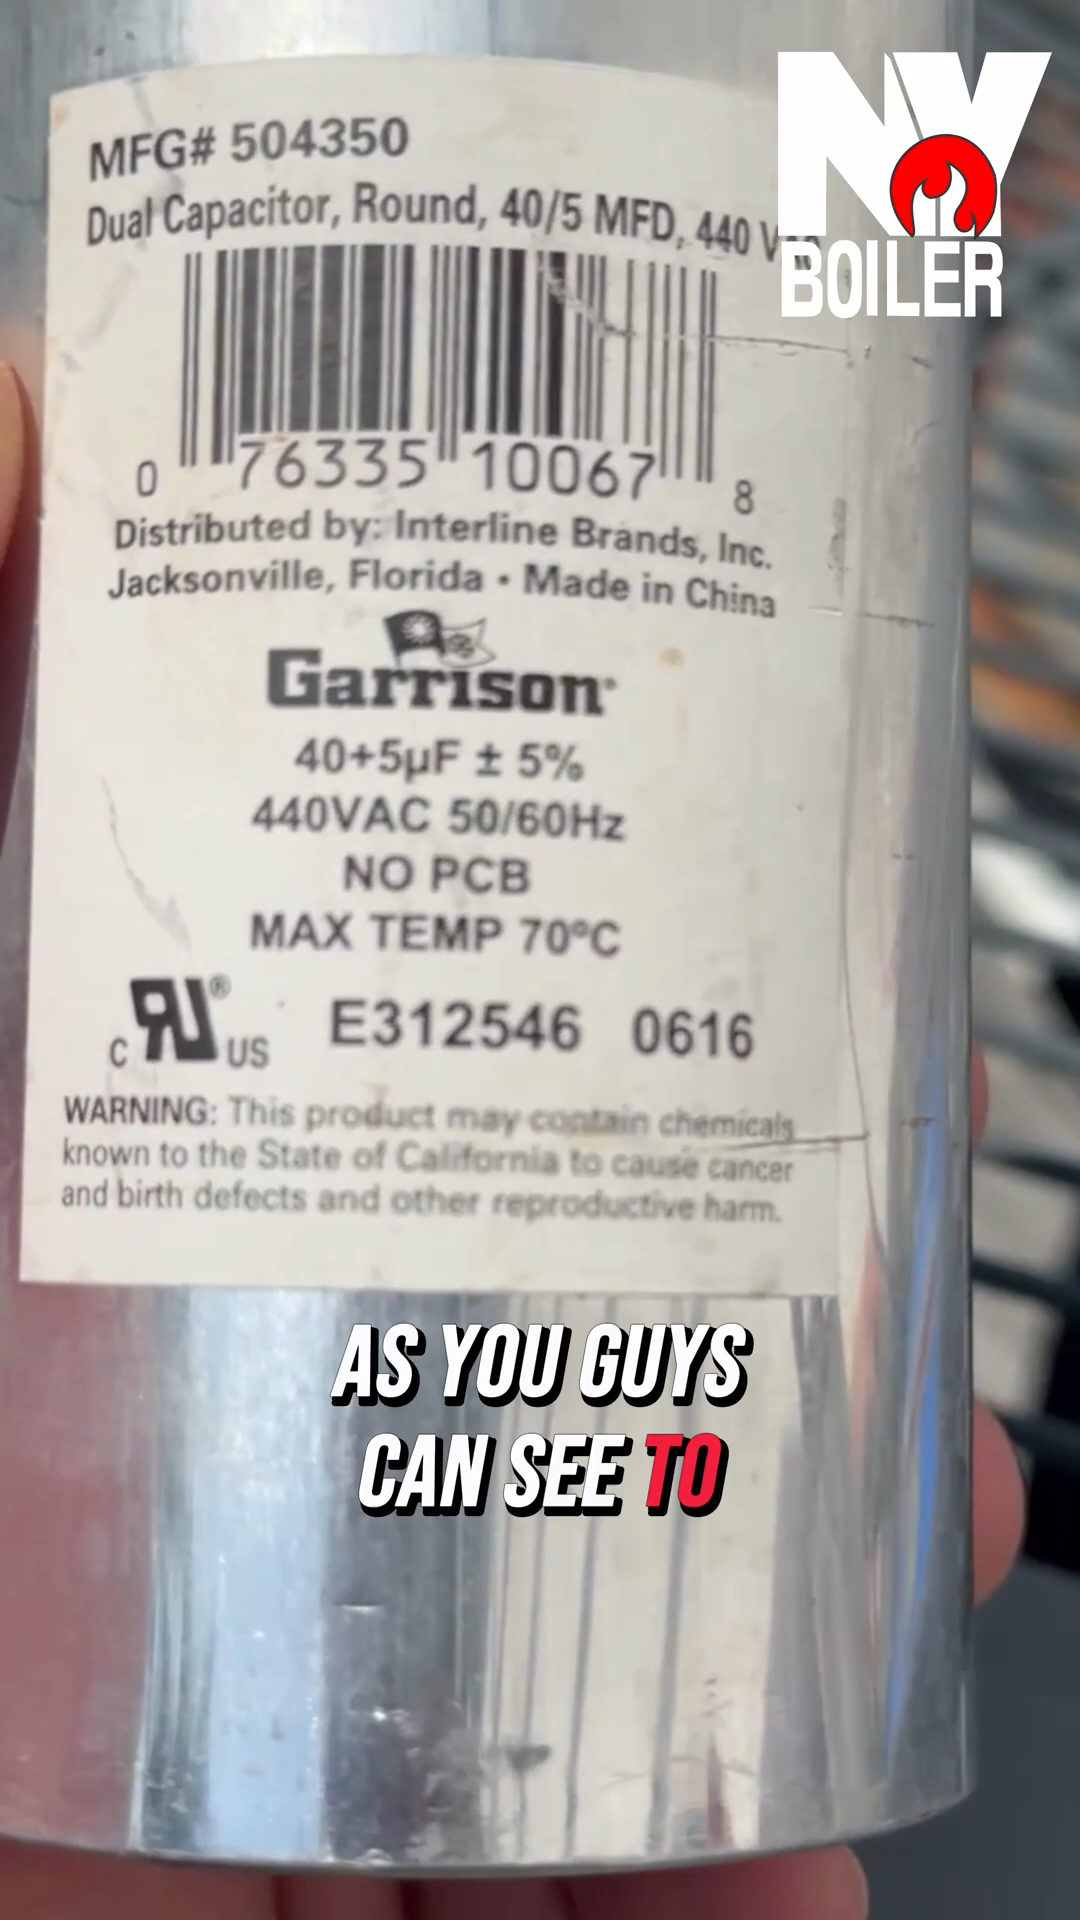 NY
BOILER
MFG# 504350
Dual Capacitor, Round, 40/5 MFD, 440 VAC
0 76335 10067 8
Distributed by: Interline Brands, Inc.
Jacksonville, Florida • Made in China
Garrison®
40+5µF ± 5%
440VAC 50/60Hz
NO PCB
MAX TEMP 70ºC
c RU® US E312546 0616
WARNING: This product may contain chemicals
known to the State of California to cause cancer
and birth defects and other reproductive harm.
AS YOU GUYS
CAN SEE TO